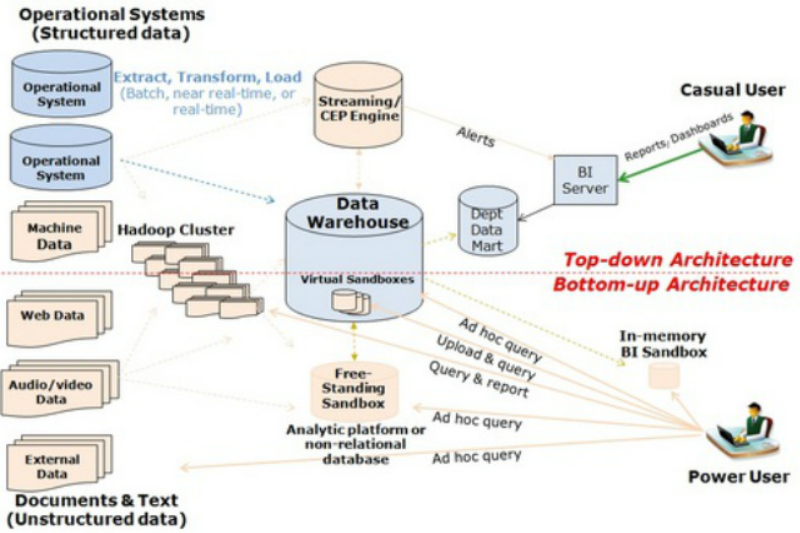 Operational Systems
(Structured data)
Operational
System
Extract, Transform, Load
(Batch, near real-time, or
real-time)
Streaming/
CEP Engine
Casual User
Alerts
Reports, Dashboards
Operational
System
BI
Server
Data
Warehouse
Dept
Data
Mart
Machine
Data
Hadoop Cluster
Top-down Architecture
Bottom-up Architecture
Virtual Sandboxes
Web Data
Ad hoc query
Upload & query
Query & report
In-memory
BI Sandbox
Audio/video
Data
Free-
Standing
Sandbox
Ad hoc query
Analytic platform or
non-relational
database
Ad hoc query
External
Data
Power User
Documents & Text
(Unstructured data)